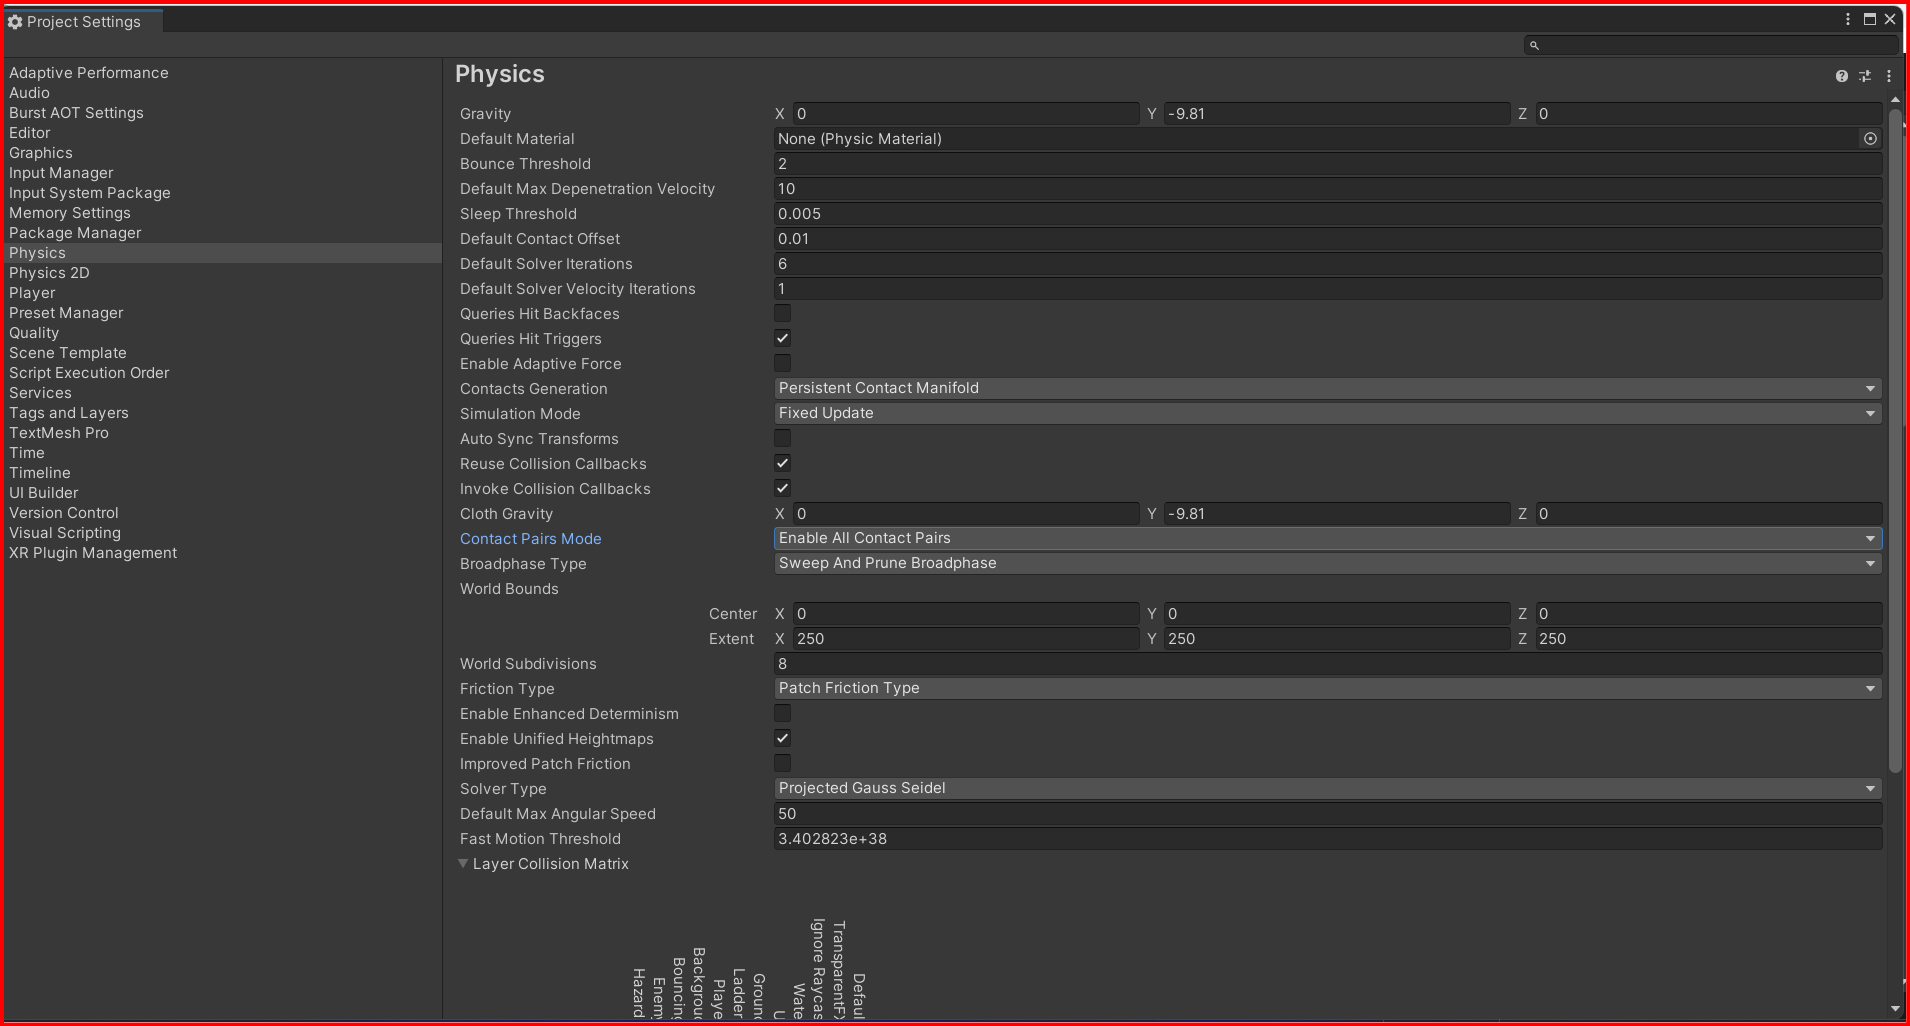 Project Settings
Adaptive Performance
Audio
Burst AOT Settings
Editor
Graphics
Input Manager
Input System Package
Memory Settings
Package Manager
Physics
Physics 2D
Player
Preset Manager
Quality
Scene Template
Script Execution Order
Services
Tags and Layers
TextMesh Pro
Time
Timeline
UI Builder
Version Control
Visual Scripting
XR Plugin Management
Physics
Gravity X 0 Y -9.81 Z 0
Default Material None (Physic Material)
Bounce Threshold 2
Default Max Depenetration Velocity 10
Sleep Threshold 0.005
Default Contact Offset 0.01
Default Solver Iterations 6
Default Solver Velocity Iterations 1
Queries Hit Backfaces
Queries Hit Triggers
Enable Adaptive Force
Contacts Generation Persistent Contact Manifold
Simulation Mode Fixed Update
Auto Sync Transforms
Reuse Collision Callbacks
Invoke Collision Callbacks
Cloth Gravity X 0 Y -9.81 Z 0
Contact Pairs Mode Enable All Contact Pairs
Broadphase Type Sweep And Prune Broadphase
World Bounds
Center X 0 Y 0 Z 0
Extent X 250 Y 250 Z 250
World Subdivisions 8
Friction Type Patch Friction Type
Enable Enhanced Determinism
Enable Unified Heightmaps
Improved Patch Friction
Solver Type Projected Gauss Seidel
Default Max Angular Speed 50
Fast Motion Threshold 3.402823e+38
Layer Collision Matrix
Hazard
Enemy
Bouncing
Backgrou
Playe
Ladder
Groun
U
Wate
Ignore Raycas
TransparentF
Defaul